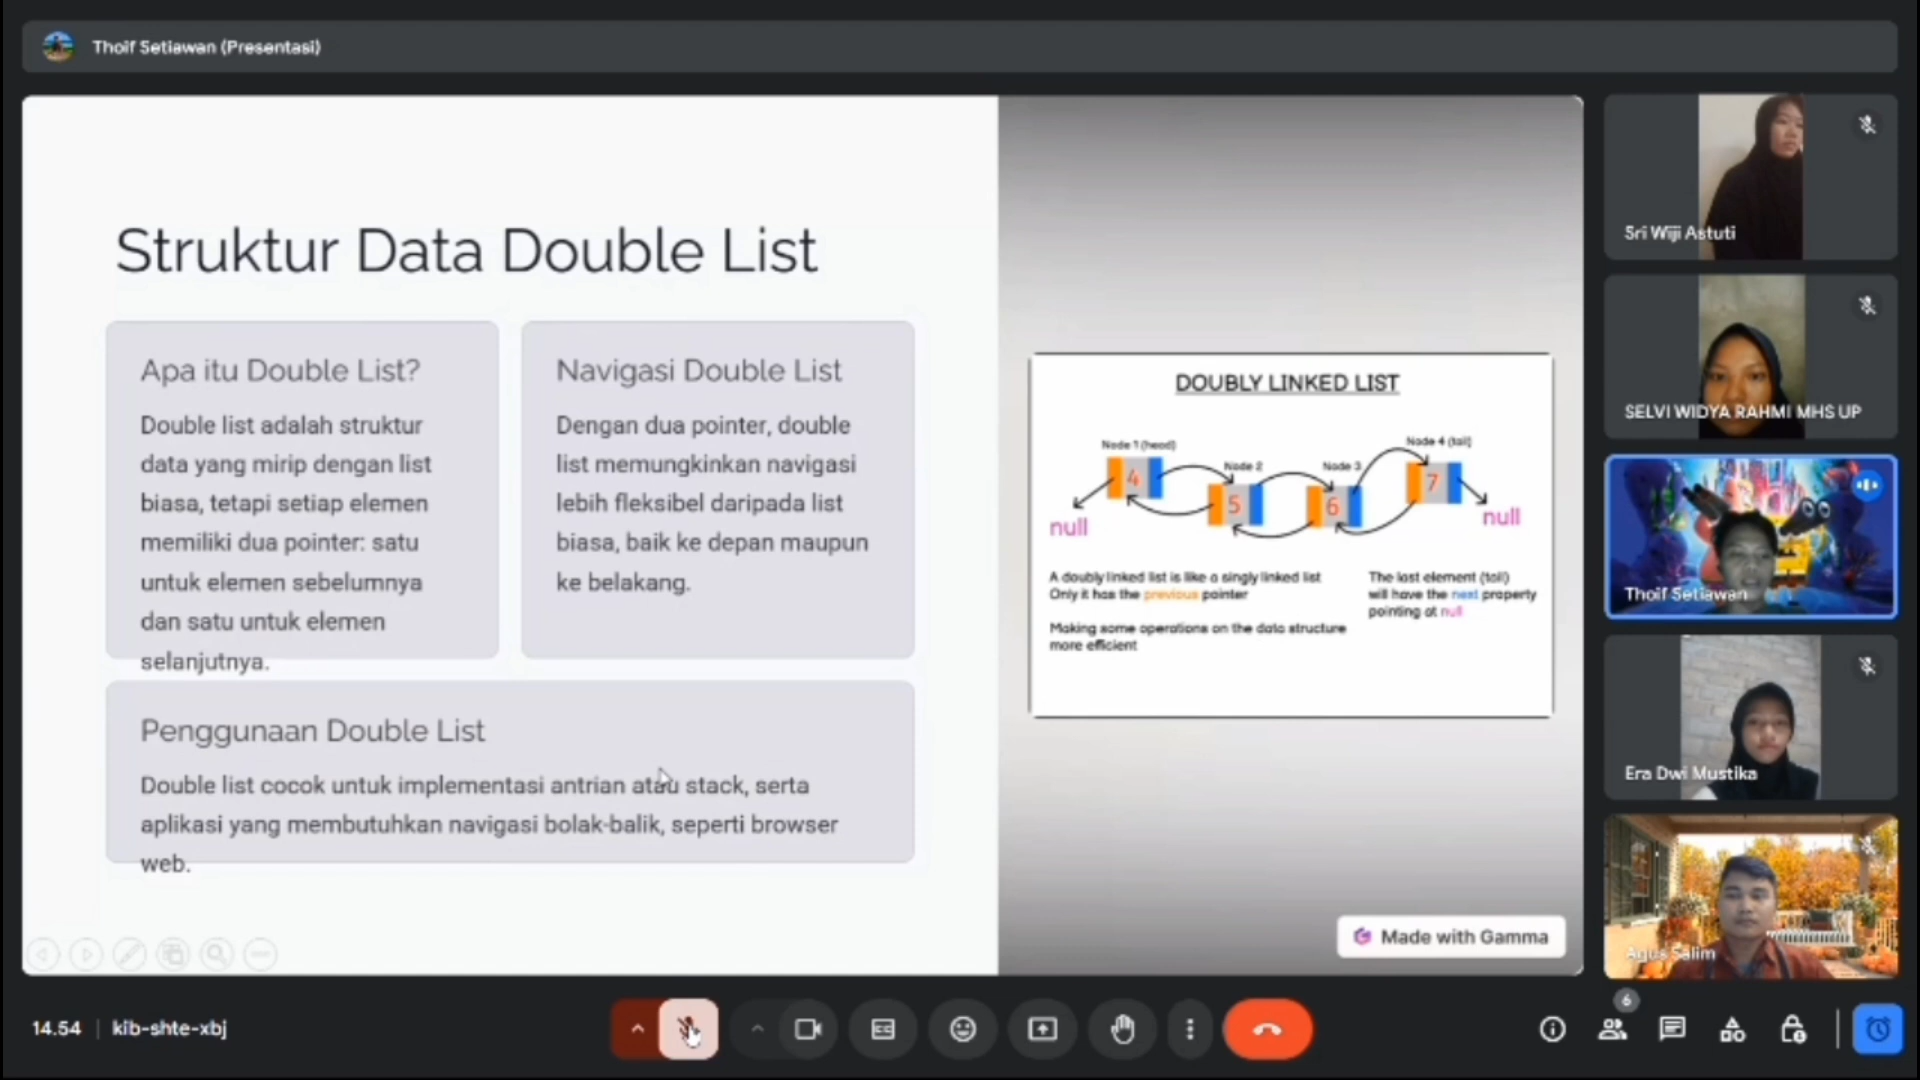 Thoif Setiawan (Presentasi)
Struktur Data Double List
Apa itu Double List?
Double list adalah struktur
data yang mirip dengan list
biasa, tetapi setiap elemen
memiliki dua pointer: satu
untuk elemen sebelumnya
dan satu untuk elemen
selanjutnya.
Navigasi Double List
Dengan dua pointer, double
list memungkinkan navigasi
lebih fleksibel daripada list
biasa, baik ke depan maupun
ke belakang.
Penggunaan Double List
Double list cocok untuk implementasi antrian atau stack, serta
aplikasi yang membutuhkan navigasi bolak-balik, seperti browser
web.
DOUBLY LINKED LIST
Node 1 (head)
Node 2
Node 3
Node 4 (tail)
4
5
6
7
null
null
A doubly linked list is like a singly linked list
Only it has the previous pointer
Making some operations on the data structure
more efficient
The last element (tail)
will have the next property
pointing at null
Made with Gamma
Sri Wiji Astuti
SELVI WIDYA RAHMI MHS UP
Thoif Setiawan
Era Dwi Mustika
Agus Salim
14.54
kib-shte-xbj
6